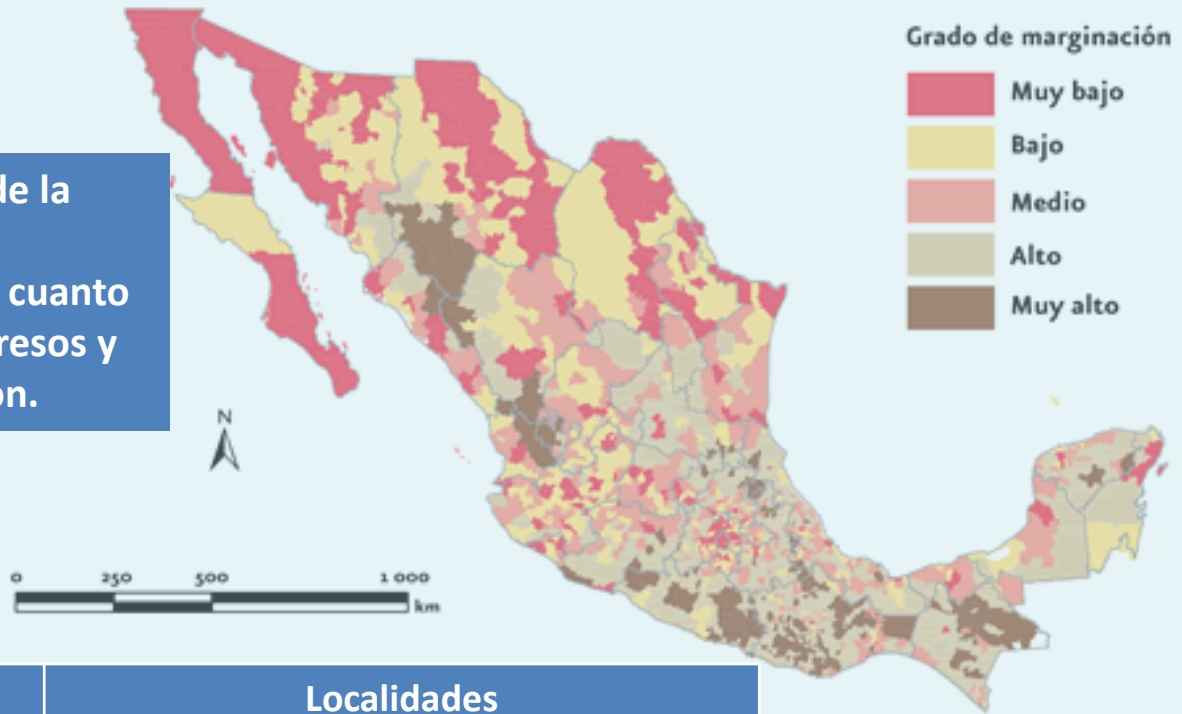 Grado de marginación
Muy bajo
Bajo
Medio
Alto
Muy alto
de la
cuanto
resos y
ón.
N
0 250 500 1 000
km
Localidades